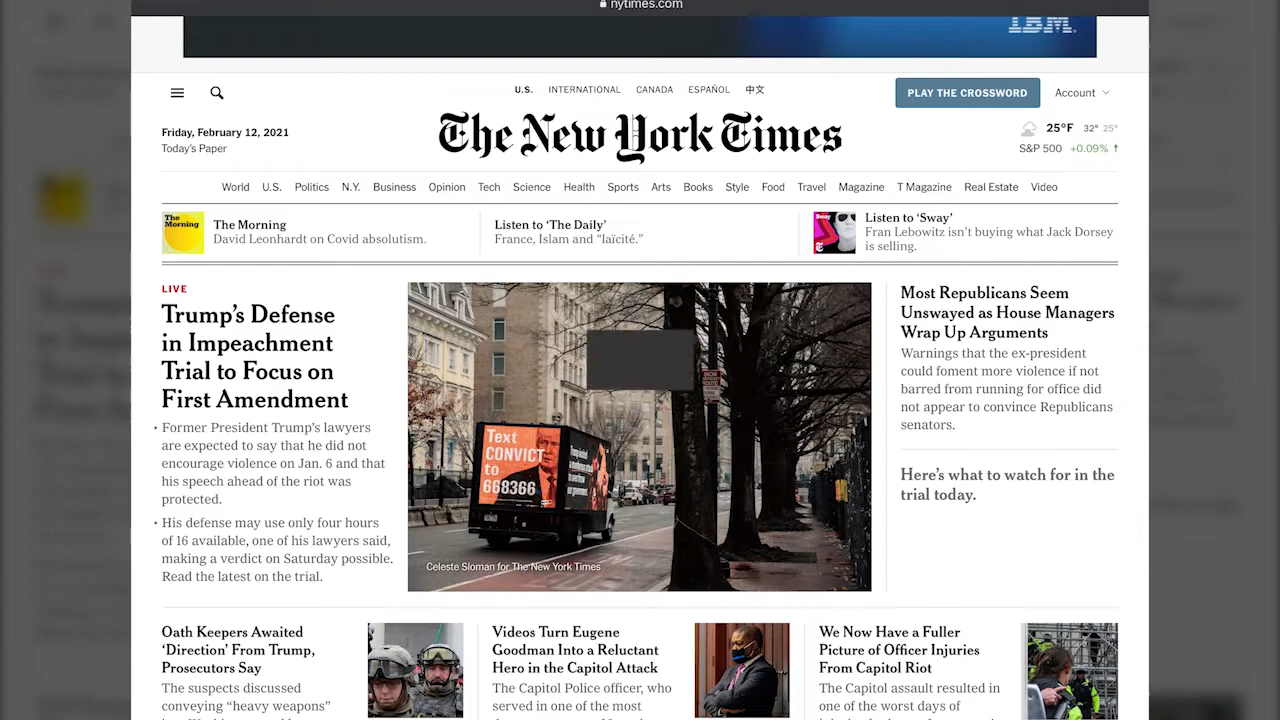 nytimes.com
IBM
U.S. INTERNATIONAL CANADA ESPAÑOL 中文
PLAY THE CROSSWORD
Account
Friday, February 12, 2021
Today's Paper
The New York Times
25°F 32° 25°
S&P 500 +0.09% ↑
World U.S. Politics N.Y. Business Opinion Tech Science Health Sports Arts Books Style Food Travel Magazine T Magazine Real Estate Video
The
Morning
The Morning
David Leonhardt on Covid absolutism.
Listen to ‘The Daily’
France, Islam and “laïcité.”
Sway
Listen to ‘Sway’
Fran Lebowitz isn’t buying what Jack Dorsey
is selling.
LIVE
Trump’s Defense
in Impeachment
Trial to Focus on
First Amendment
• Former President Trump’s lawyers
are expected to say that he did not
encourage violence on Jan. 6 and that
his speech ahead of the riot was
protected.
• His defense may use only four hours
of 16 available, one of his lawyers said,
making a verdict on Saturday possible.
Read the latest on the trial.
Text
CONVICT
to
668366
Celeste Sloman for The New York Times
Most Republicans Seem
Unswayed as House Managers
Wrap Up Arguments
Warnings that the ex-president
could foment more violence if not
barred from running for office did
not appear to convince Republicans
senators.
Here’s what to watch for in the
trial today.
Oath Keepers Awaited
‘Direction’ From Trump,
Prosecutors Say
The suspects discussed
conveying “heavy weapons”
Videos Turn Eugene
Goodman Into a Reluctant
Hero in the Capitol Attack
The Capitol Police officer, who
served in one of the most
We Now Have a Fuller
Picture of Officer Injuries
From Capitol Riot
The Capitol assault resulted in
one of the worst days of